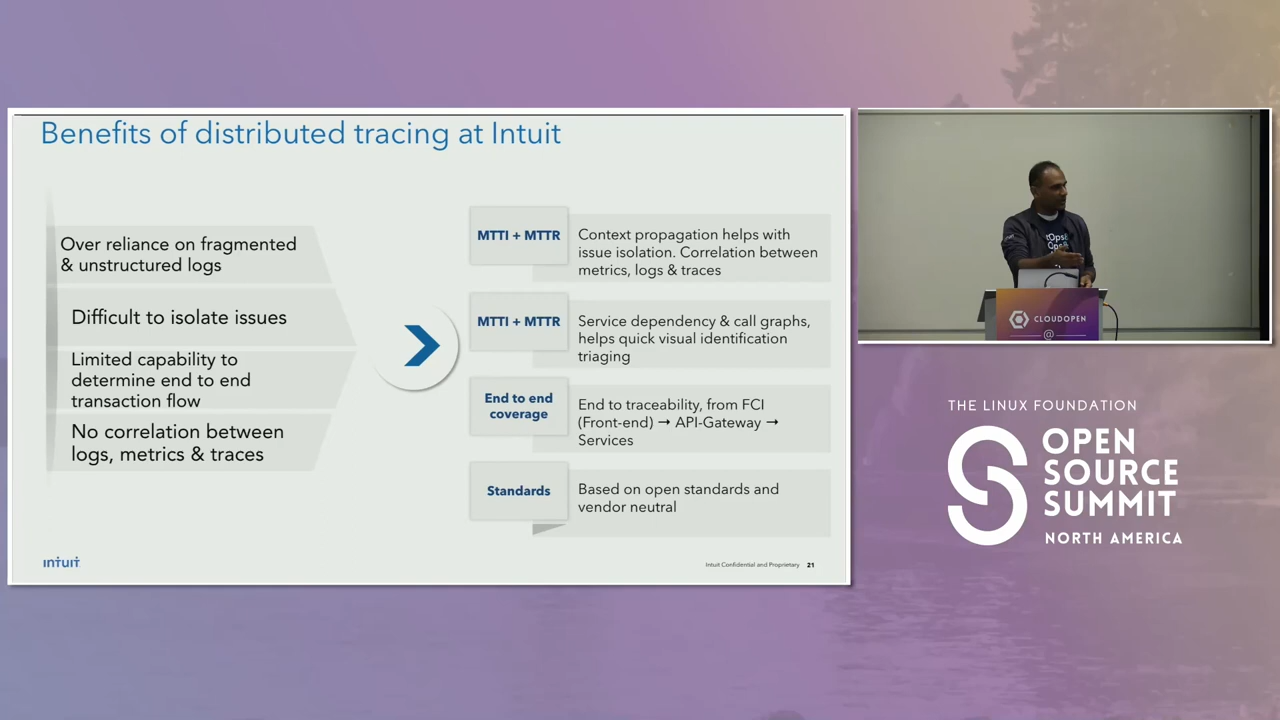 Benefits of distributed tracing at Intuit
Over reliance on fragmented
& unstructured logs
Difficult to isolate issues
Limited capability to
determine end to end
transaction flow
No correlation between
logs, metrics & traces
MTTI + MTTR
Context propagation helps with
issue isolation. Correlation between
metrics, logs & traces
MTTI + MTTR
Service dependency & call graphs,
helps quick visual identification
triaging
End to end
coverage
End to traceability, from FCI
(Front-end) → API-Gateway →
Services
Standards
Based on open standards and
vendor neutral
intuit
Intuit Confidential and Proprietary 21
CLOUDOPEN
@
THE LINUX FOUNDATION
OPEN
SOURCE
SUMMIT
NORTH AMERICA